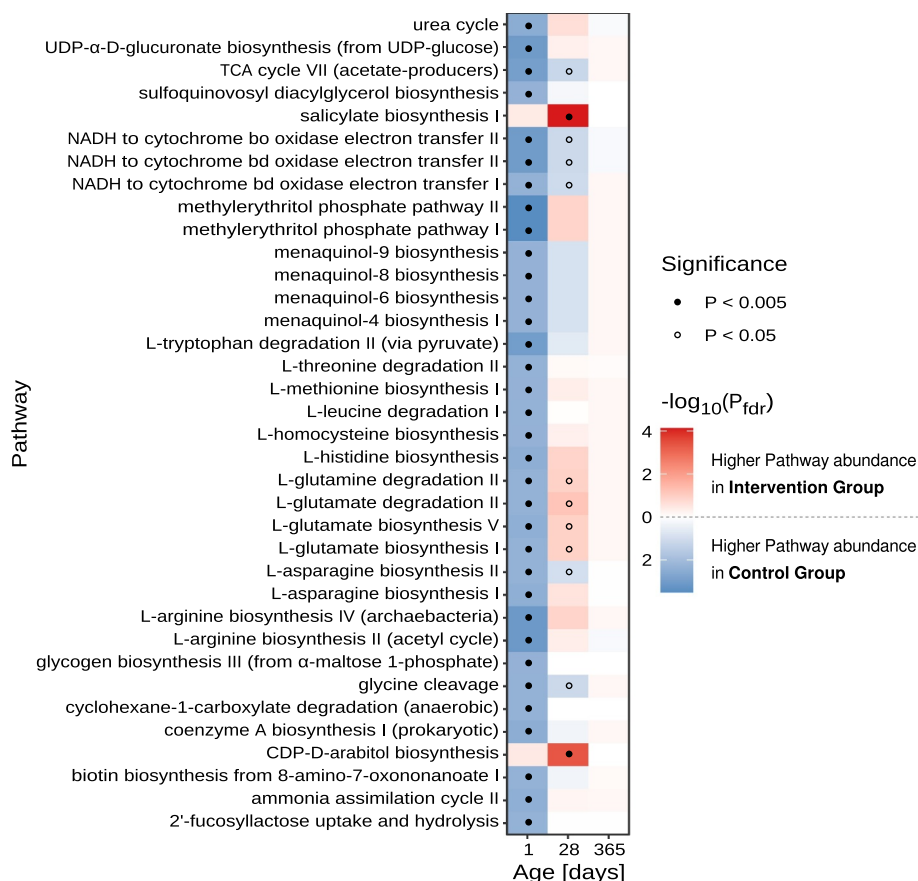 urea cycle
UDP-α-D-glucuronate biosynthesis (from UDP-glucose)
TCA cycle VII (acetate-producers)
sulfoquinovosyl diacylglycerol biosynthesis
salicylate biosynthesis I
NADH to cytochrome bo oxidase electron transfer II
NADH to cytochrome bd oxidase electron transfer II
NADH to cytochrome bd oxidase electron transfer I
methylerythritol phosphate pathway II
methylerythritol phosphate pathway I
menaquinol-9 biosynthesis
menaquinol-8 biosynthesis
menaquinol-6 biosynthesis
menaquinol-4 biosynthesis I
L-tryptophan degradation II (via pyruvate)
L-threonine degradation II
L-methionine biosynthesis I
L-leucine degradation I
L-homocysteine biosynthesis
L-histidine biosynthesis
L-glutamine degradation II
L-glutamate degradation II
L-glutamate biosynthesis V
L-glutamate biosynthesis I
L-asparagine biosynthesis II
L-asparagine biosynthesis I
L-arginine biosynthesis IV (archaebacteria)
L-arginine biosynthesis II (acetyl cycle)
glycogen biosynthesis III (from α-maltose 1-phosphate)
glycine cleavage
cyclohexane-1-carboxylate degradation (anaerobic)
coenzyme A biosynthesis I (prokaryotic)
CDP-D-arabitol biosynthesis
biotin biosynthesis from 8-amino-7-oxononanoate I
ammonia assimilation cycle II
2'-fucosyllactose uptake and hydrolysis
Pathway
1 28 365
Age [days]
Significance
P < 0.005
P < 0.05
-log10(Pfdr)
4
2
0
2
Higher Pathway abundance
in Intervention Group
Higher Pathway abundance
in Control Group